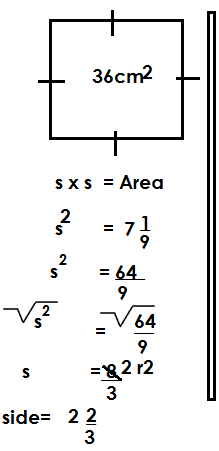 36cm2
s x s = Area
s2 = 7 1/9
s2 = 64/9
√s2 = √64/9
s = 8/3 2 r2
side= 2 2/3